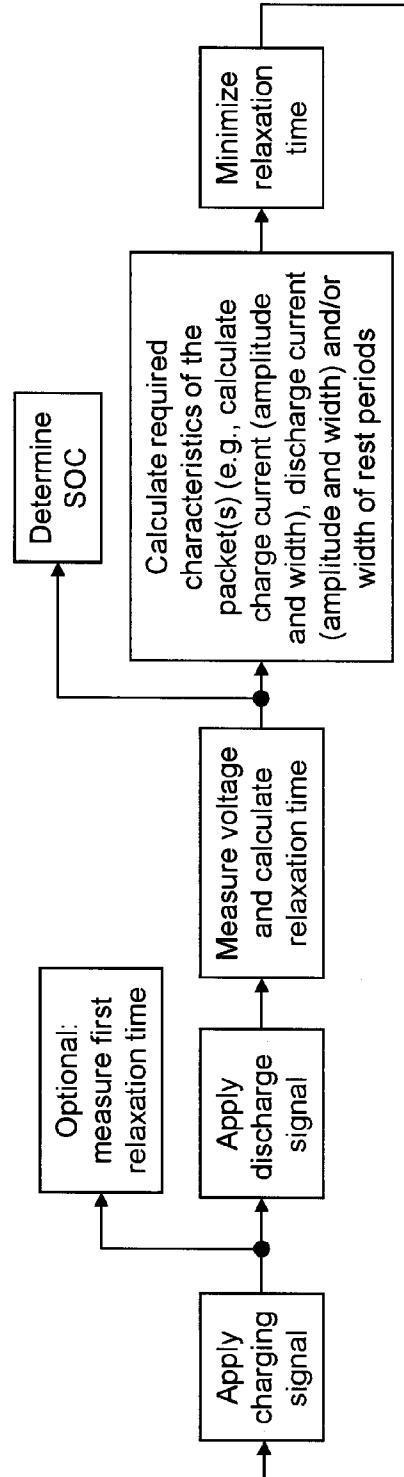 Apply
charging
signal
Optional:
measure first
relaxation time
Apply
discharge
signal
Measure voltage
and calculate
relaxation time
Determine
SOC
Calculate required
characteristics of the
packet(s) (e.g., calculate
charge current (amplitude
and width), discharge current
(amplitude and width) and/or
width of rest periods
Minimize
relaxation
time